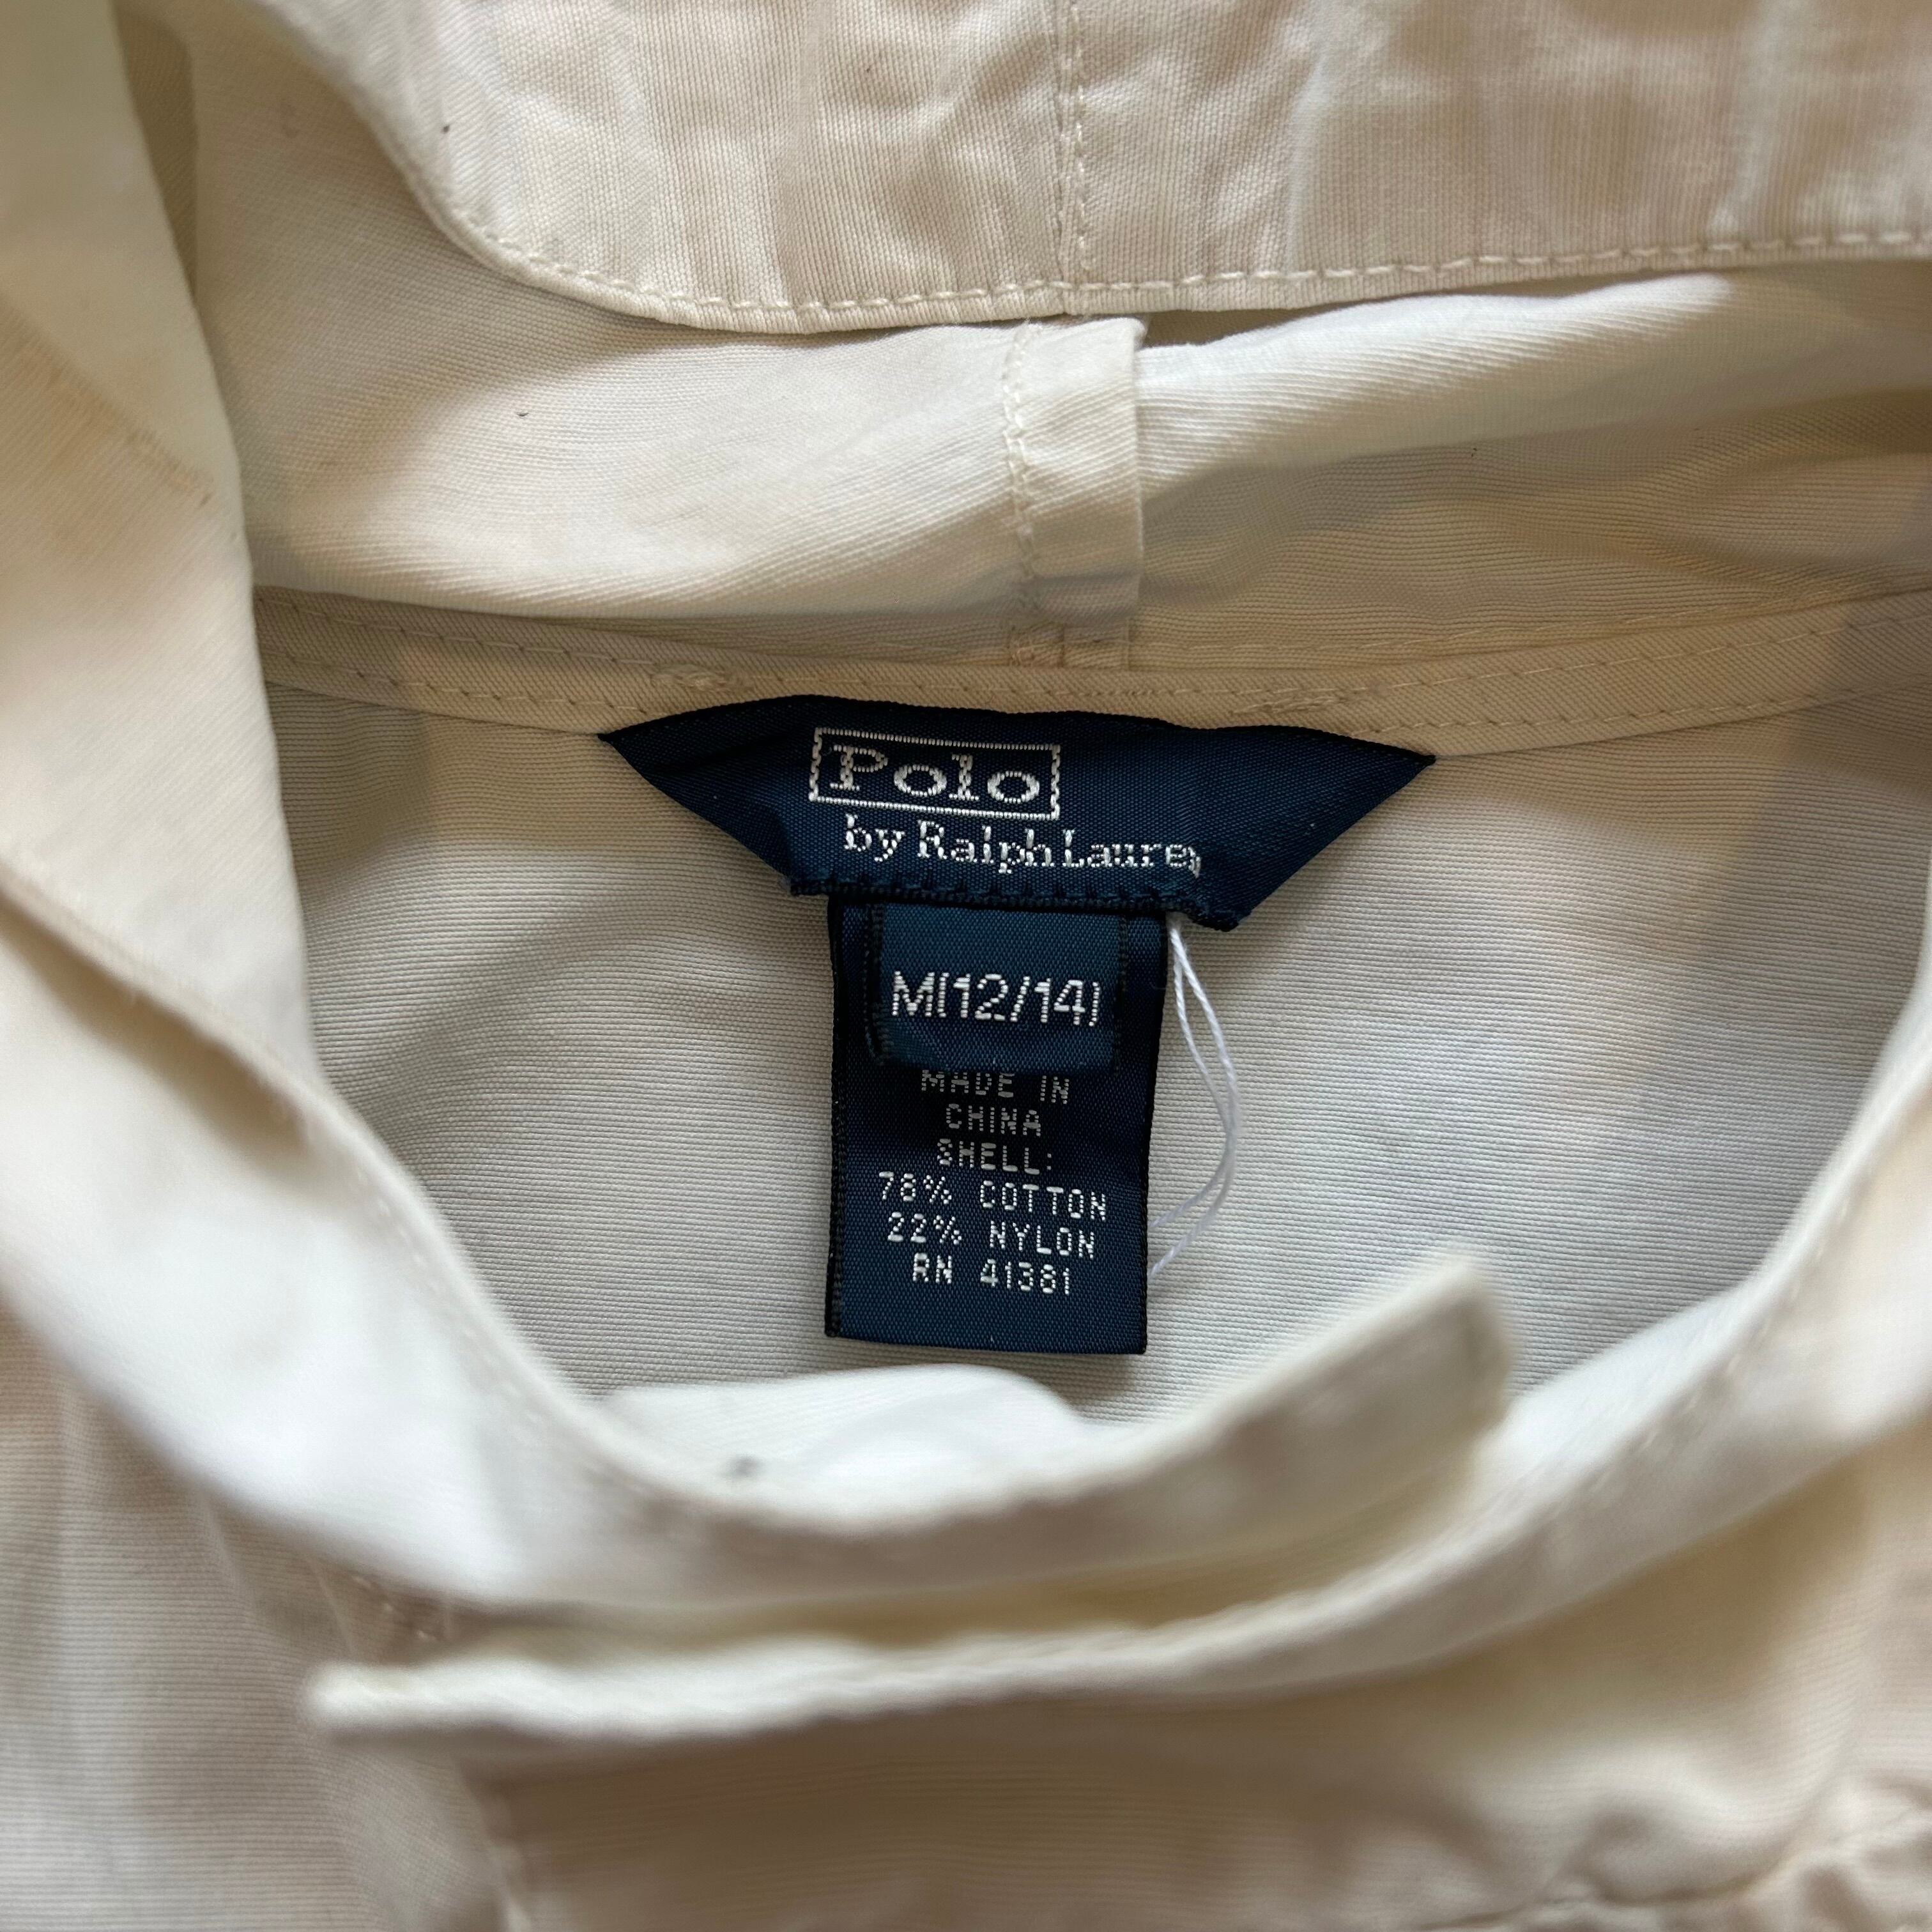 Polo
by Ralph Lauren
M(12/14)
MADE IN
CHINA
SHELL:
78% COTTON
22% NYLON
RN 41381